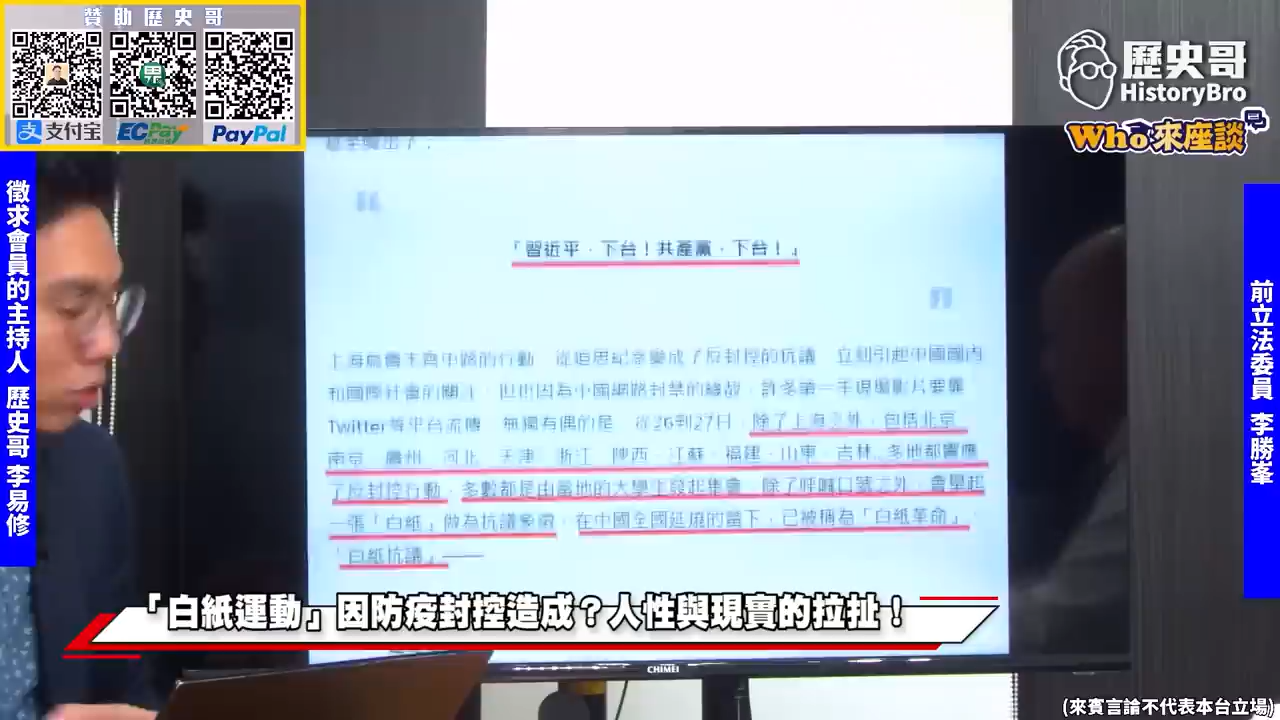 贊助歷史哥
支付宝
ECPay
PayPal
歷史哥
HistoryBro
Who來座談
徵求會員的主持人 歷史哥 李易修
前立法委員 李勝峯
「習近平，下台！共產黨，下台！」
上海烏魯木齊中路的行動 從追思紀念變成了反封控的抗議 立刻引起中國國內
和國際社會的關注 但也因為中國網路封禁的緣故，許多第一手現場影片要靠
Twitter等平台流傳 無獨有偶的是 從26到27日，除了上海之外，包括北京
南京 廣州 河北 天津 浙江 陝西 江蘇 福建 山東 吉林 多地都響應
了反封控行動，多數都是由當地的大學生發起集會 除了呼喊口號之外，會舉起
一張「白紙」做為抗議象徵，在中國全國延燒的當下，已被稱為「白紙革命」、
「白紙抗議」——
「白紙運動」因防疫封控造成？人性與現實的拉扯！
CHIMEI
(來賓言論不代表本台立場)